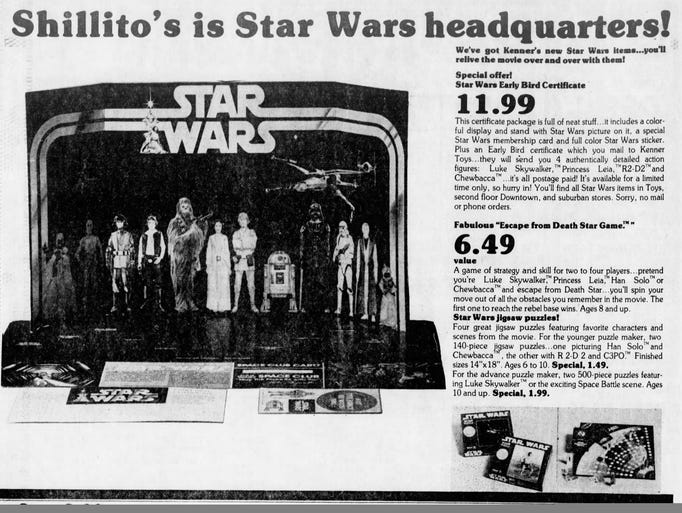 Shillito's is Star Wars headquarters!
STAR
WARS
SPACE CLUB CARD
SPACE CLUB
STAR
WARS
We've got Kenner's new Star Wars items...you'll
relive the movie over and over with them!
Special offer!
Star Wars Early Bird Certificate
11.99
This certificate package is full of neat stuff...it includes a color-
ful display and stand with Star Wars picture on it, a special
Star Wars membership card and full color Star Wars sticker.
Plus an Early Bird certificate which you mail to Kenner
Toys...they will send you 4 authentically detailed action
figures: Luke Skywalker,™ Princess Leia,™ R2-D2™ and
Chewbacca™...it's all postage paid! It's available for a limited
time only, so hurry in! You'll find all Star Wars items in Toys,
second floor Downtown, and suburban stores. Sorry, no mail
or phone orders.
Fabulous "Escape from Death Star Game.™"
6.49
value
A game of strategy and skill for two to four players...pretend
you're Luke Skywalker,™ Princess Leia,™ Han Solo™ or
Chewbacca™ and escape from Death Star...you'll spin your
move out of all the obstacles you remember in the movie. The
first one to reach the rebel base wins. Ages 8 and up.
Star Wars jigsaw puzzles!
Four great jigsaw puzzles featuring favorite characters and
scenes from the movie. For the younger puzzle maker, two
140-piece jigsaw puzzles...one picturing Han Solo™ and
Chewbacca™, the other with R 2-D 2 and C3PO.™ Finished
sizes 14"x18". Ages 6 to 10. Special, 1.49.
For the advance puzzle maker, two 500-piece puzzles featur-
ing Luke Skywalker™ or the exciting Space Battle scene. Ages
10 and up. Special, 1.99.
STAR WARS
STAR WARS